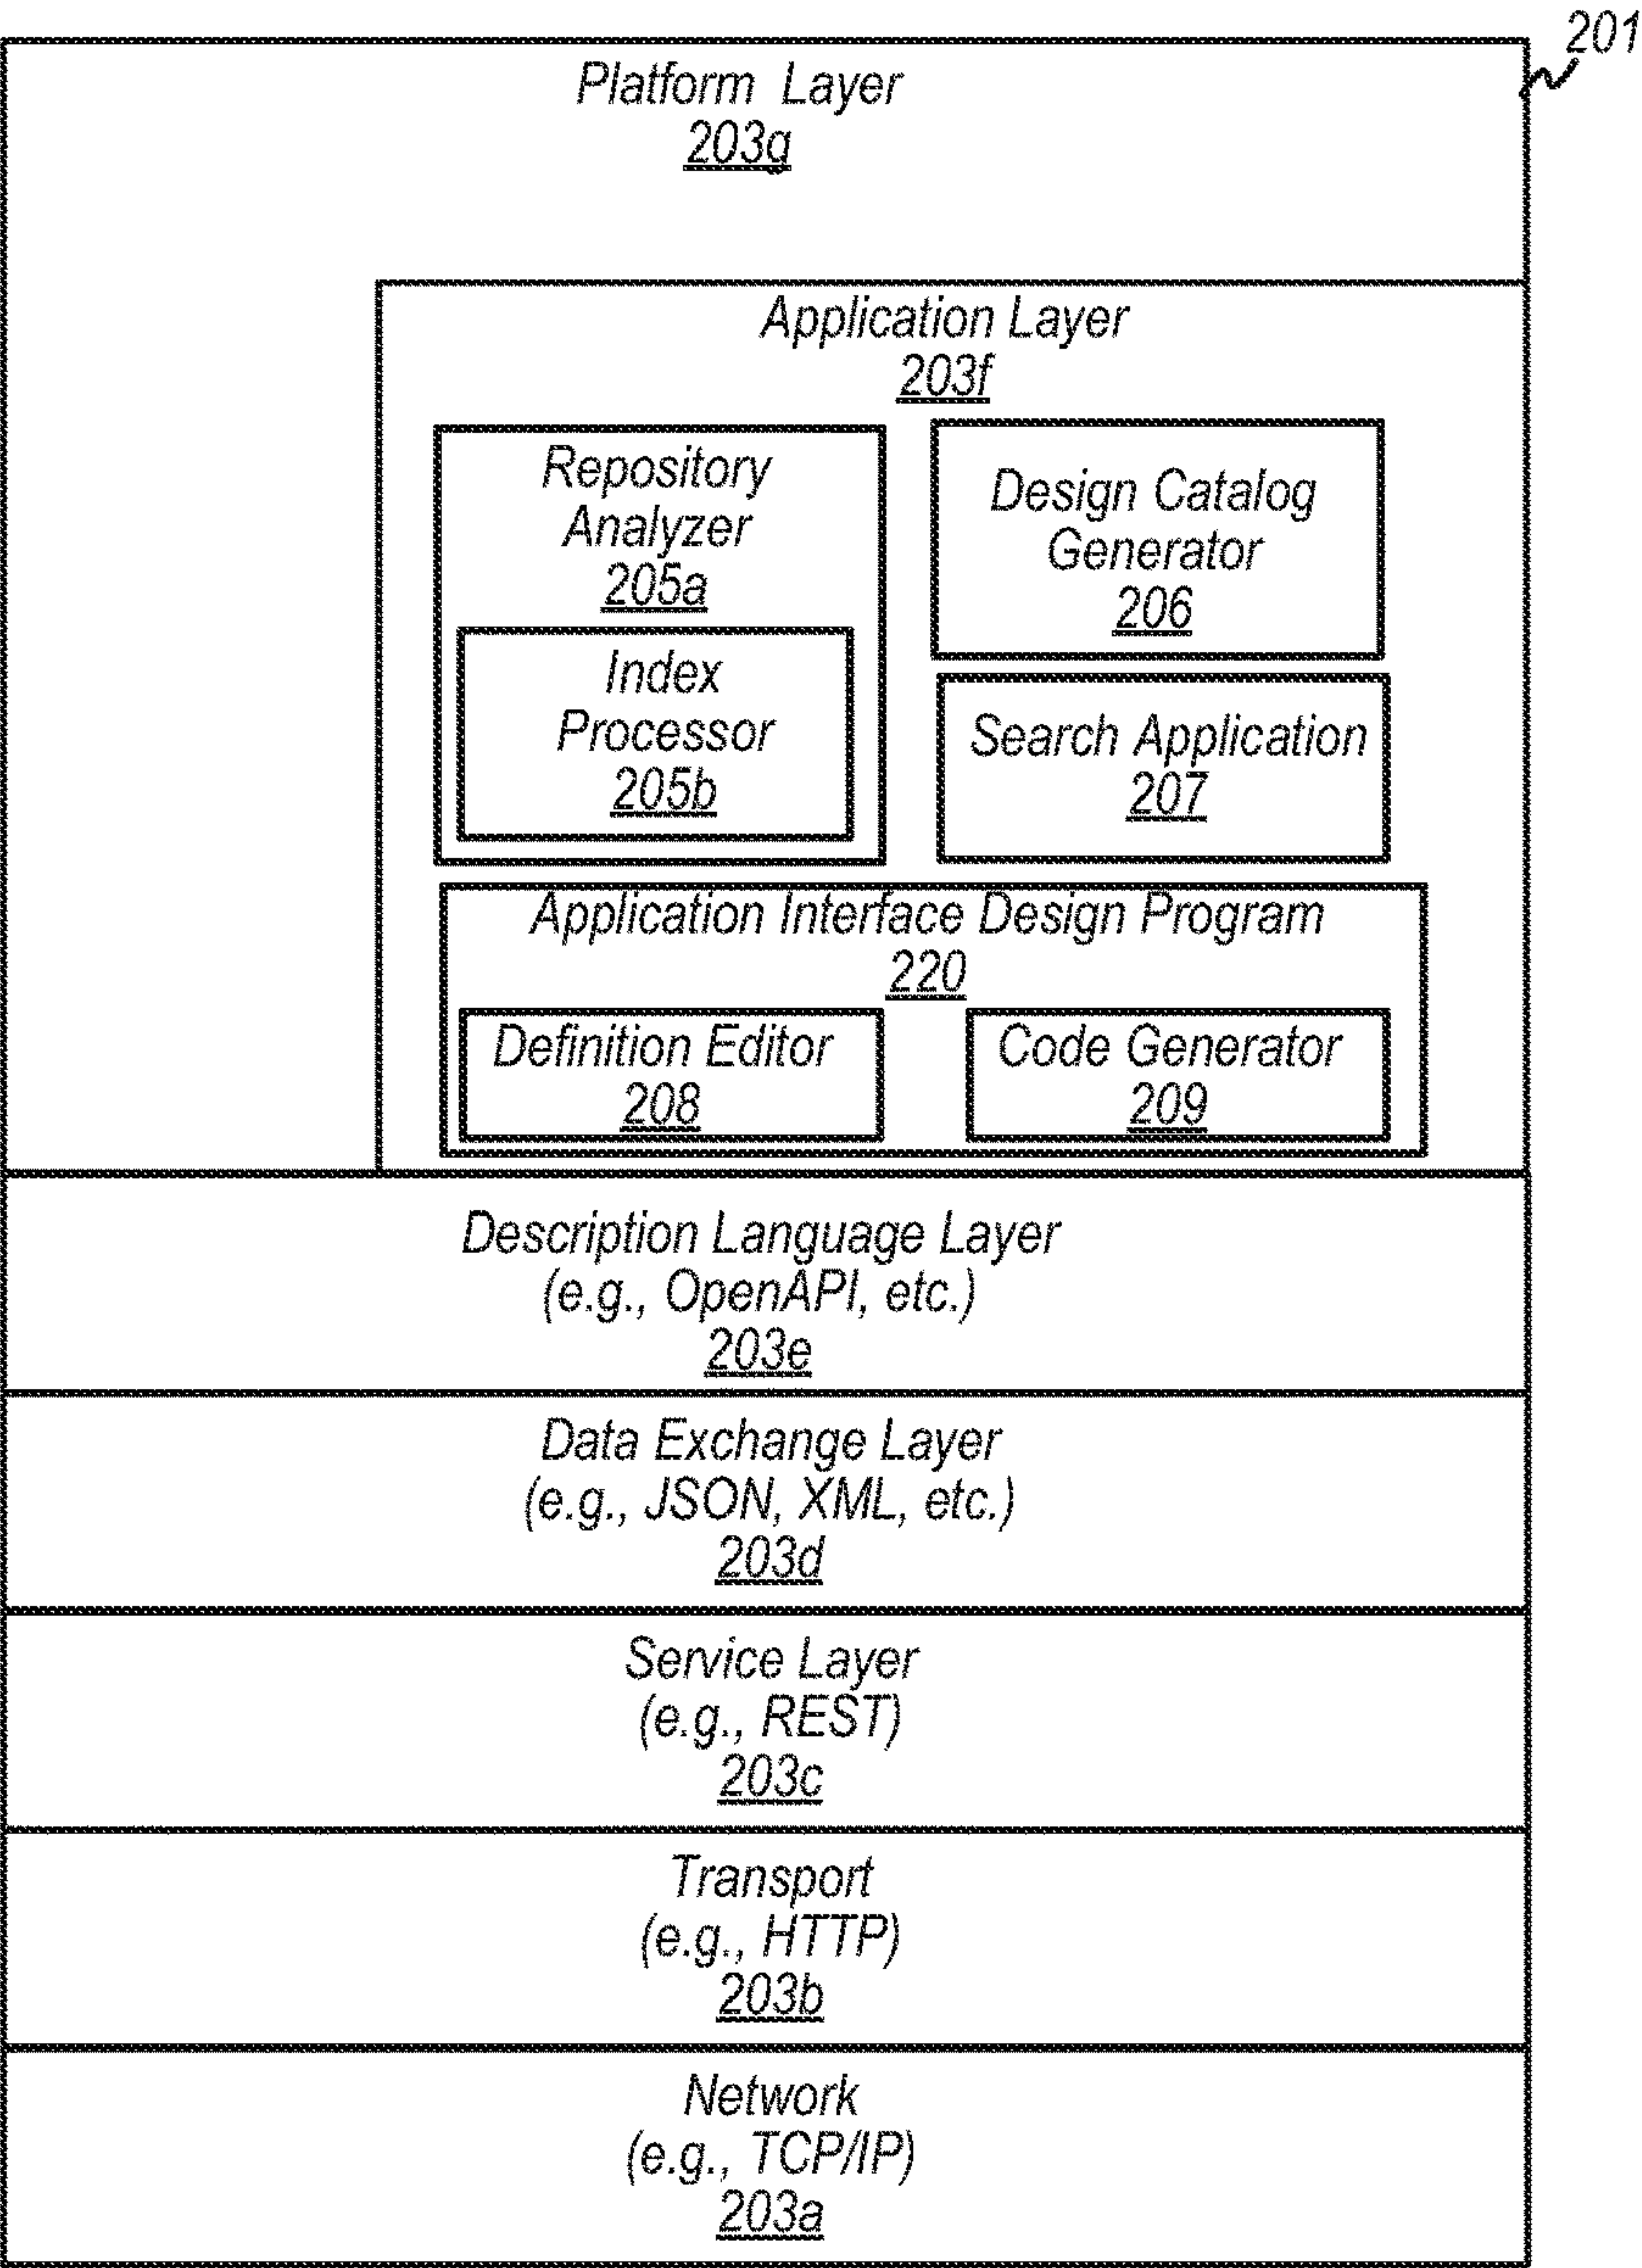 201
Platform Layer
203g
Application Layer
203f
Repository
Analyzer
205a
Index
Processor
205b
Design Catalog
Generator
206
Search Application
207
Application Interface Design Program
220
Definition Editor
208
Code Generator
209
Description Language Layer
(e.g., OpenAPI, etc.)
203e
Data Exchange Layer
(e.g., JSON, XML, etc.)
203d
Service Layer
(e.g., REST)
203c
Transport
(e.g., HTTP)
203b
Network
(e.g., TCP/IP)
203a